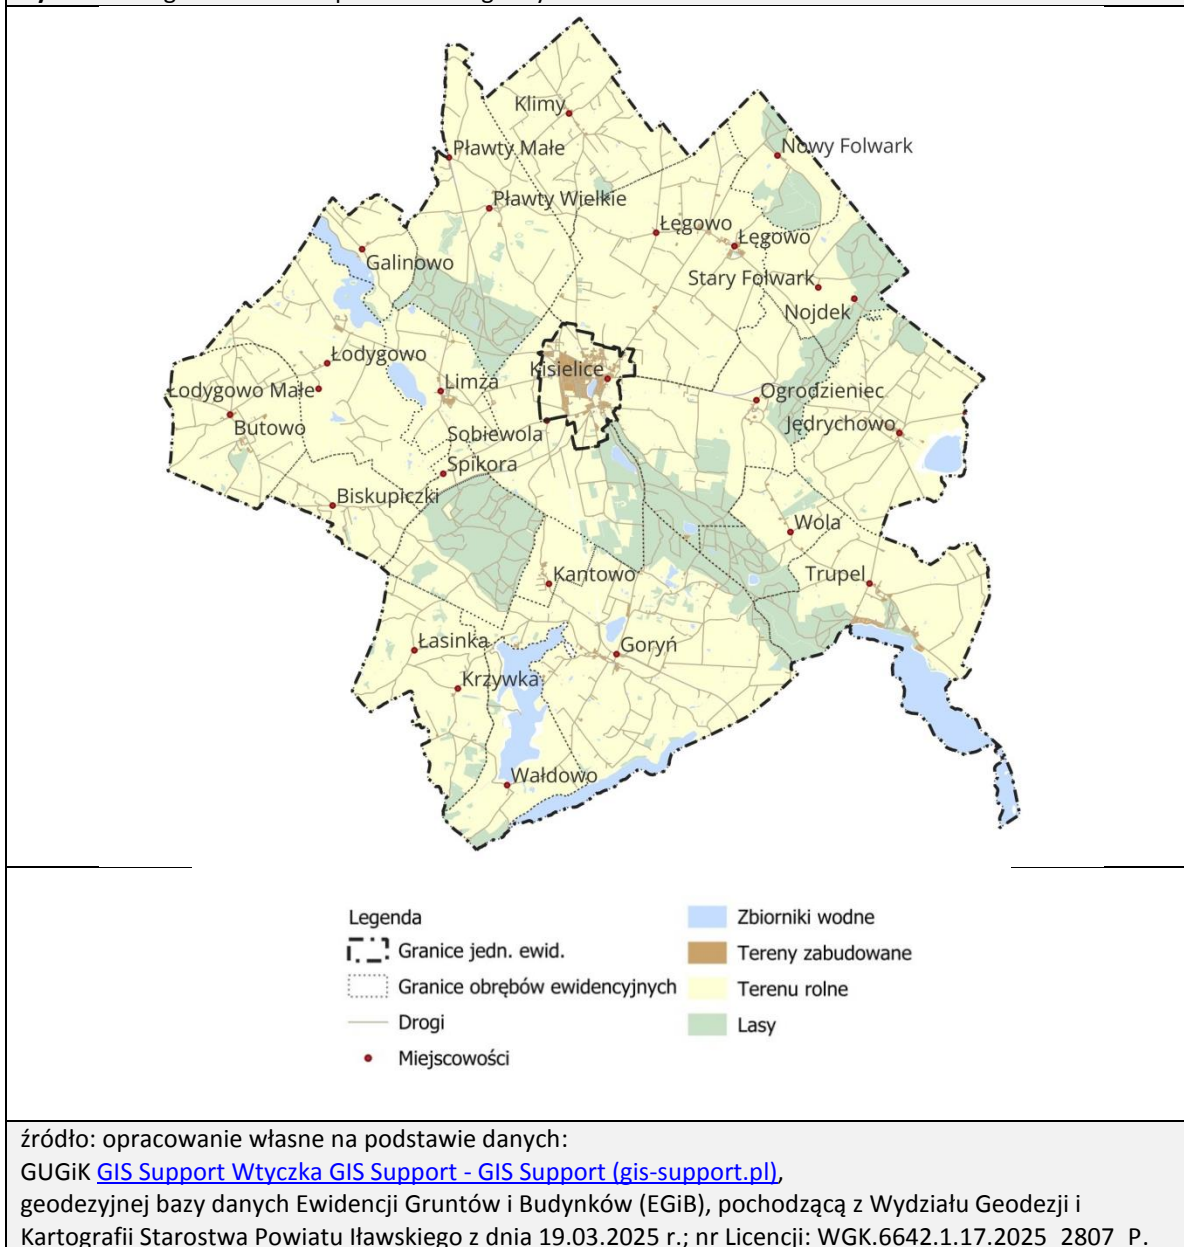 Klimy
Nowy Folwark
Pławty Małe
Pławty Wielkie
Łęgowo
Łęgowo
Galinowo
Stary Folwark
Nojdek
Łodygowo
Kisielice
Łodygowo Małe
Limża
Ogrodzieniec
Butowo
Sobiewola
Jędrychowo
Spikora
Biskupiczki
Wola
Kantowo
Trupel
Łasinka
Goryń
Krzywka
Wałdowo
Legenda
Granice jedn. ewid.
Granice obrębów ewidencyjnych
Drogi
Miejscowości
Zbiorniki wodne
Tereny zabudowane
Terenu rolne
Lasy
źródło: opracowanie własne na podstawie danych:
GUGiK GIS Support Wtyczka GIS Support - GIS Support (gis-support.pl),
geodezyjnej bazy danych Ewidencji Gruntów i Budynków (EGiB), pochodzącą z Wydziału Geodezji i
Kartografii Starostwa Powiatu Iławskiego z dnia 19.03.2025 r.; nr Licencji: WGK.6642.1.17.2025_2807_P.